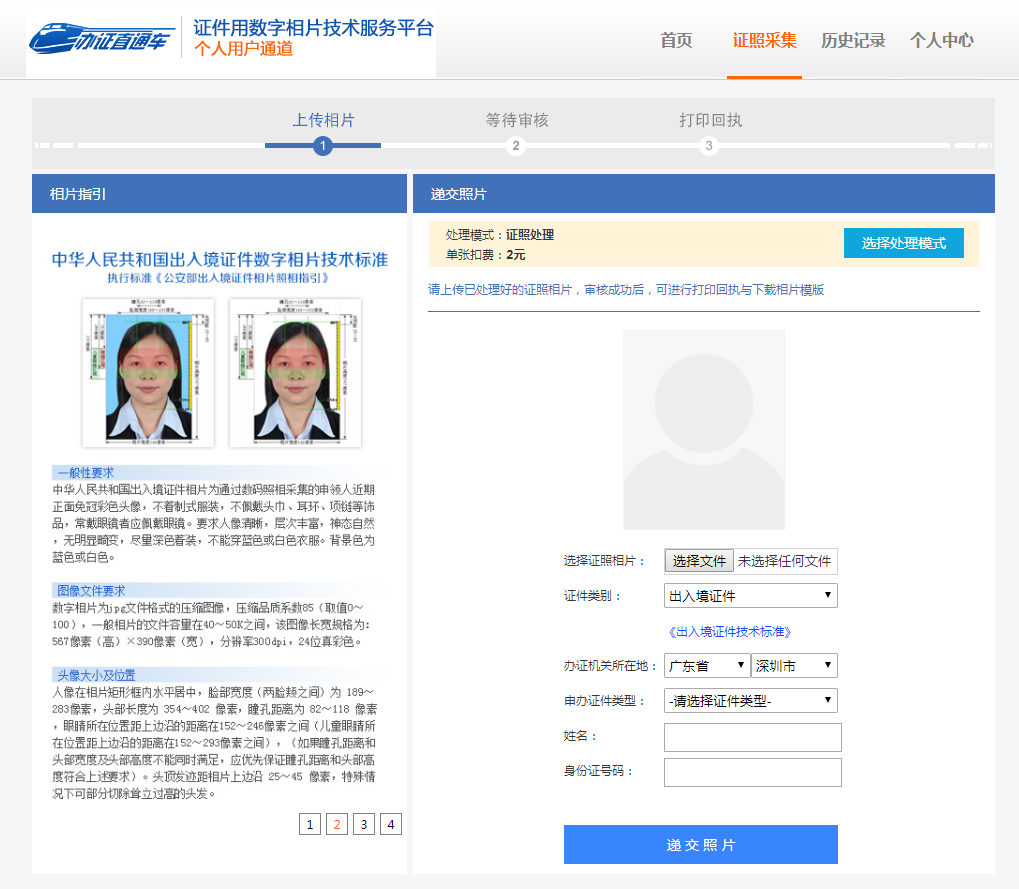 办证直通车
证件用数字相片技术服务平台
个人用户通道
首页 证照采集 历史记录 个人中心
上传相片 等待审核 打印回执
1 2 3
相片指引
中华人民共和国出入境证件数字相片技术标准
执行标准《公安部出入境证件相片照相指引》
一般性要求
中华人民共和国出入境证件相片为通过数码照相采集的申领人近期
正面免冠彩色头像，不着制式服装，不佩戴头巾、耳环、项链等饰
品，常戴眼镜者应佩戴眼镜。要求人像清晰，层次丰富，神态自然
，无明显畸变，尽量深色着装，不能穿蓝色或白色衣服。背景色为
蓝色或白色。
图像文件要求
数字相片为jpg文件格式的压缩图像，压缩品质系数85（取值0～
100），一般相片的文件容量在40～50K之间，该图像长宽规格为：
567像素（高）×390像素（宽），分辨率300dpi，24位真彩色。
头像大小及位置
人像在相片矩形框内水平居中，脸部宽度（两脸颊之间）为 189～
283像素，头部长度为 354～402 像素，瞳孔距离为 82～118 像素
，眼睛所在位置距上边沿的距离在152～246像素之间（儿童眼睛所
在位置距上边沿的距离在152～293像素之间），（如果瞳孔距离和
头部宽度及头部高度不能同时满足，应优先保证瞳孔距离和头部高
度符合上述要求）。头顶发迹距相片上边沿 25～45 像素，特殊情
况下可部分切除耸立过高的头发。
1 2 3 4
递交照片
处理模式：证照处理
单张扣费：2元
选择处理模式
请上传已处理好的证照相片，审核成功后，可进行打印回执与下载相片模版
选择证照相片： 选择文件 未选择任何文件
证件类别： 出入境证件
《出入境证件技术标准》
办证机关所在地： 广东省 深圳市
申办证件类型： -请选择证件类型-
姓名：
身份证号码：
递交照片